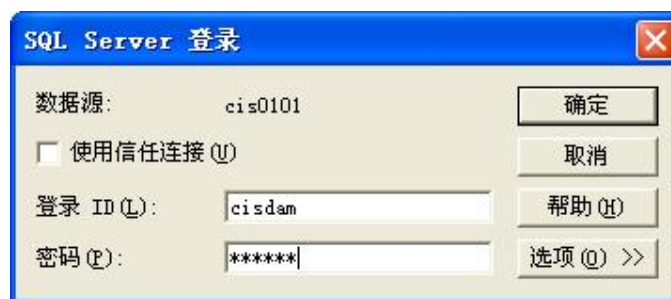 SQL Server 登录
数据源: cis0101 确定
使用信任连接(U) 取消
登录 ID(L): cisdam 帮助(H)
密码(P): ****** 选项(O) >>